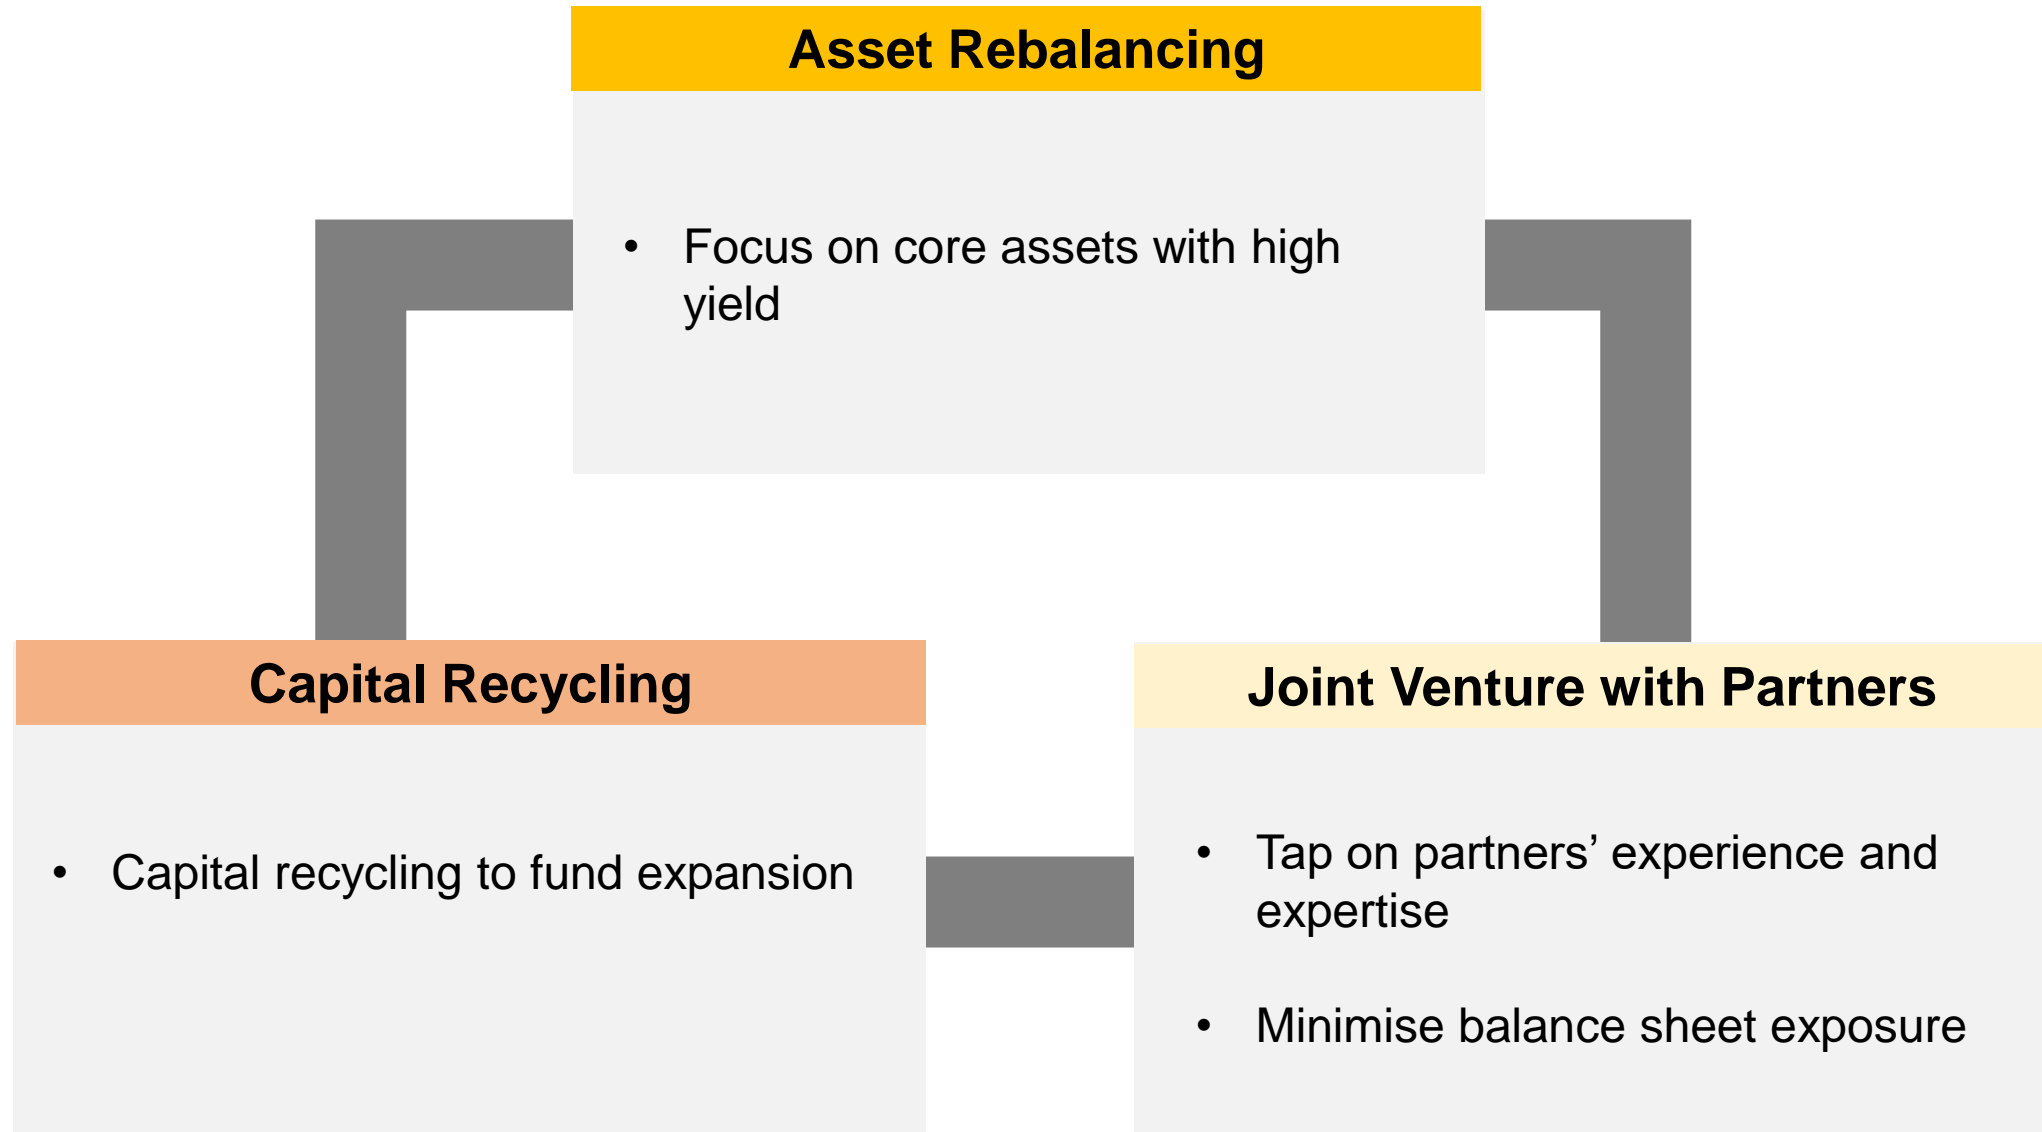 Asset Rebalancing
• Focus on core assets with high
yield
Capital Recycling
• Capital recycling to fund expansion
Joint Venture with Partners
• Tap on partners’ experience and
expertise
• Minimise balance sheet exposure